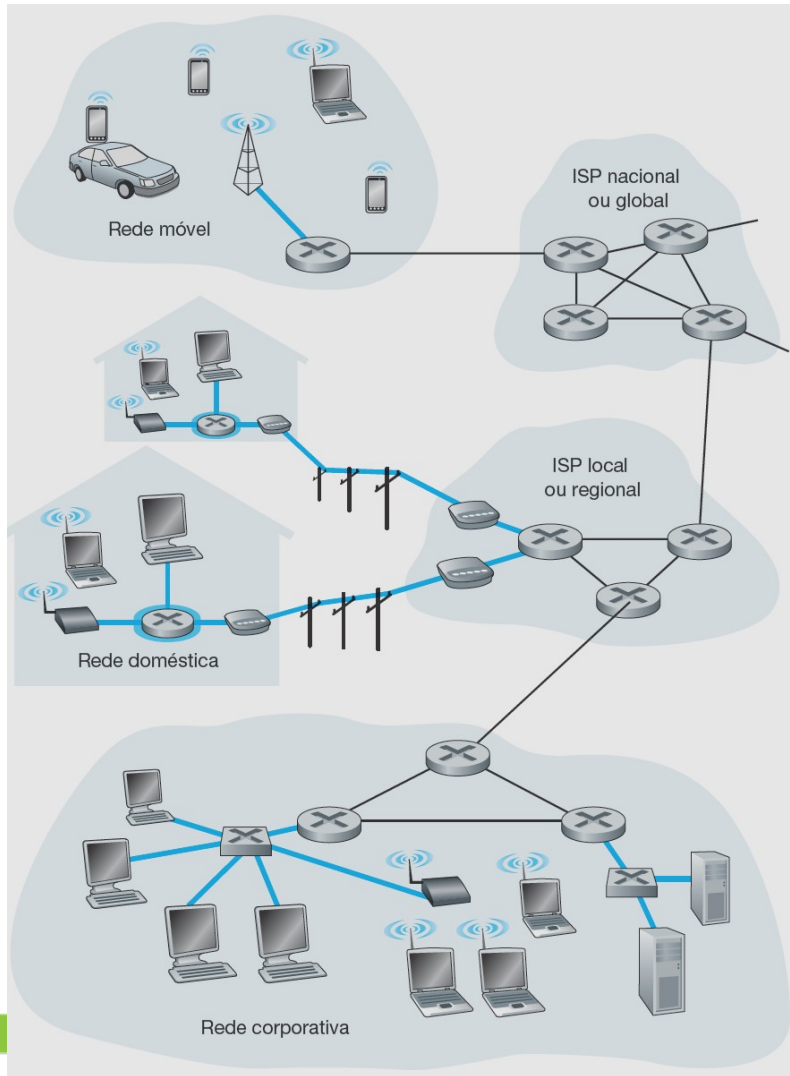 Rede móvel
ISP nacional
ou global
ISP local
ou regional
Rede doméstica
Rede corporativa